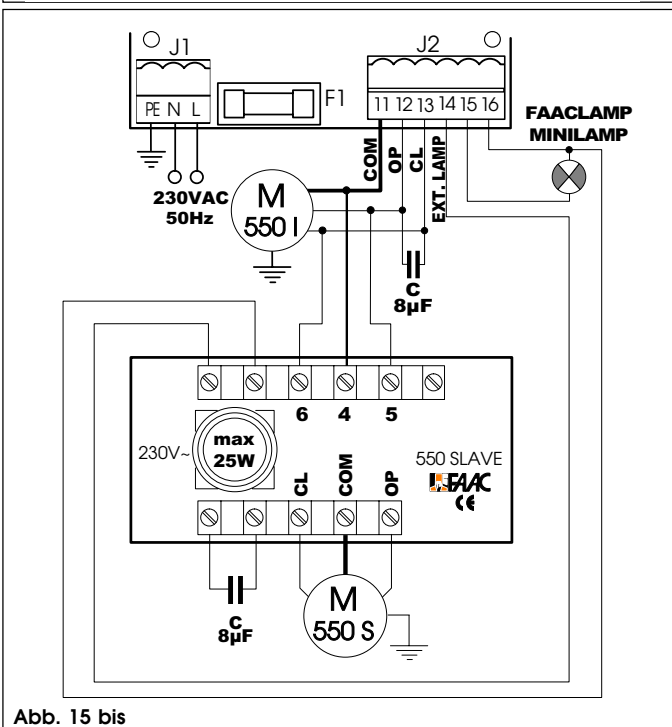 J1
J2
F1
PE N L
11 12 13 14 15 16
COM
OP
CL
EXT. LAMP
FAACLAMP
MINILAMP
230VAC
50Hz
M
550 I
C
8µF
6 4 5
230V~
max
25W
CL
COM
OP
550 SLAVE
FAAC
CE
C
8µF
M
550 S
Abb. 15 bis